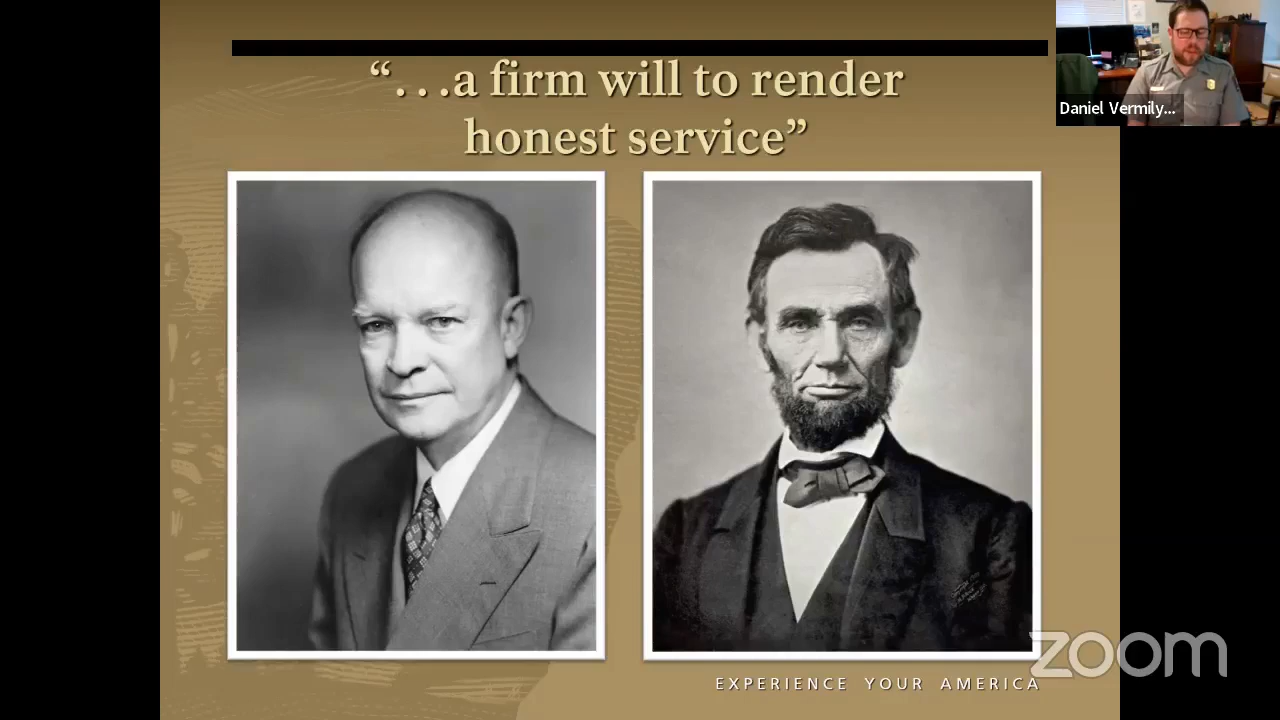 “. . .a firm will to render
honest service”
Daniel Vermily...
zoom
EXPERIENCE YOUR AMERICA